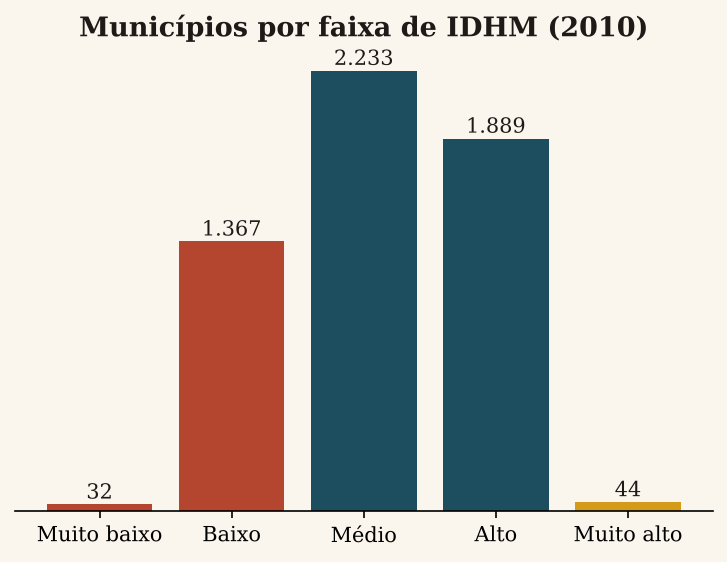 Municípios por faixa de IDHM (2010)
2.233
1.889
1.367
32
44
Muito baixo
Baixo
Médio
Alto
Muito alto